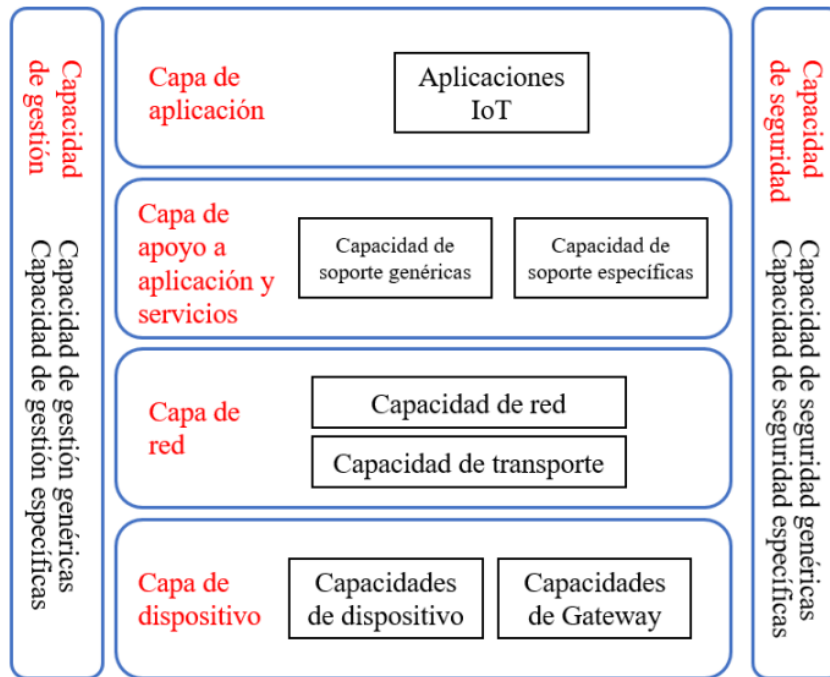 Capacidad
de gestión
Capacidad de gestión genéricas
Capacidad de gestión específicas
Capa de
aplicación
Aplicaciones
IoT
Capa de
apoyo a
aplicación y
servicios
Capacidad de
soporte genéricas
Capacidad de
soporte específicas
Capa de
red
Capacidad de red
Capacidad de transporte
Capa de
dispositivo
Capacidades
de dispositivo
Capacidades
de Gateway
Capacidad
de seguridad
Capacidad de seguridad genéricas
Capacidad de seguridad específicas